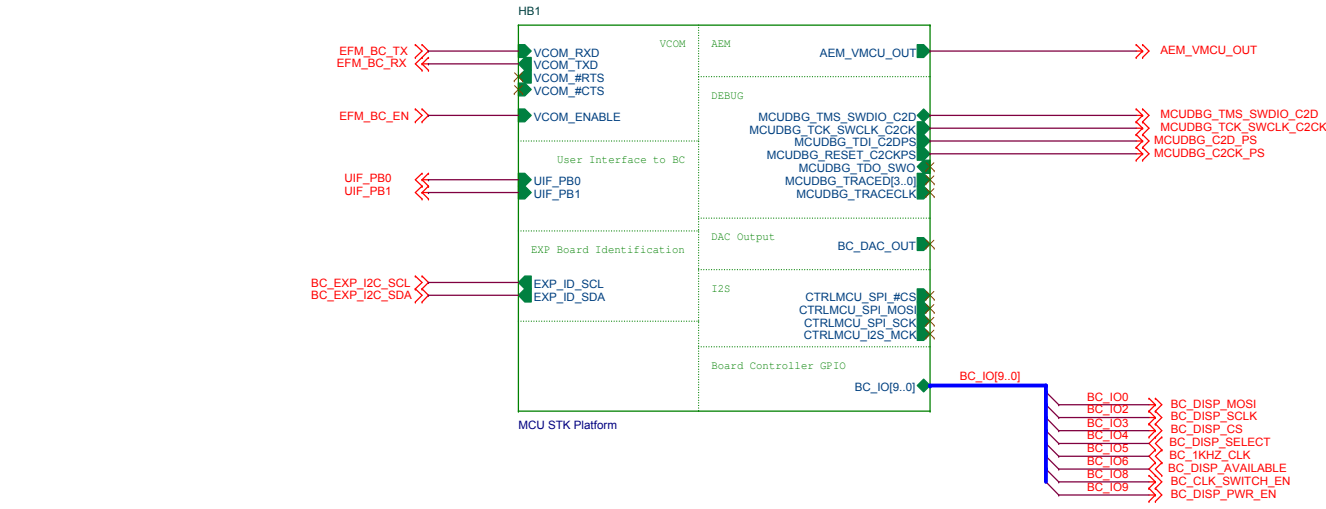 HB1
VCOM
AEM
EFM_BC_TX
VCOM_RXD
AEM_VMCU_OUT
AEM_VMCU_OUT
EFM_BC_RX
VCOM_TXD
VCOM_#RTS
VCOM_#CTS
DEBUG
EFM_BC_EN
VCOM_ENABLE
MCUDBG_TMS_SWDIO_C2D
MCUDBG_TMS_SWDIO_C2D
MCUDBG_TCK_SWCLK_C2CK
MCUDBG_TCK_SWCLK_C2CK
MCUDBG_TDI_C2DPS
MCUDBG_C2D_PS
MCUDBG_RESET_C2CKPS
MCUDBG_C2CK_PS
User Interface to BC
MCUDBG_TDO_SWO
UIF_PB0
UIF_PB0
MCUDBG_TRACED[3..0]
UIF_PB1
UIF_PB1
MCUDBG_TRACECLK
DAC Output
BC_DAC_OUT
EXP Board Identification
BC_EXP_I2C_SCL
EXP_ID_SCL
I2S
BC_EXP_I2C_SDA
EXP_ID_SDA
CTRLMCU_SPI_#CS
CTRLMCU_SPI_MOSI
CTRLMCU_SPI_SCK
CTRLMCU_I2S_MCK
Board Controller GPIO
BC_IO[9..0]
BC_IO[9..0]
BC_IO0
BC_DISP_MOSI
BC_IO2
BC_DISP_SCLK
BC_IO3
BC_DISP_CS
BC_IO4
BC_DISP_SELECT
BC_IO5
BC_1KHZ_CLK
BC_IO6
BC_DISP_AVAILABLE
BC_IO8
BC_CLK_SWITCH_EN
BC_IO9
BC_DISP_PWR_EN
MCU STK Platform